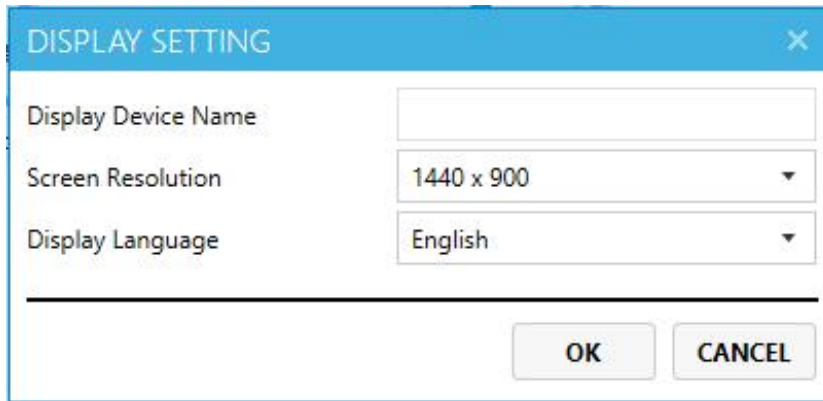 DISPLAY SETTING
Display Device Name
Screen Resolution 1440 x 900
Display Language English
OK CANCEL